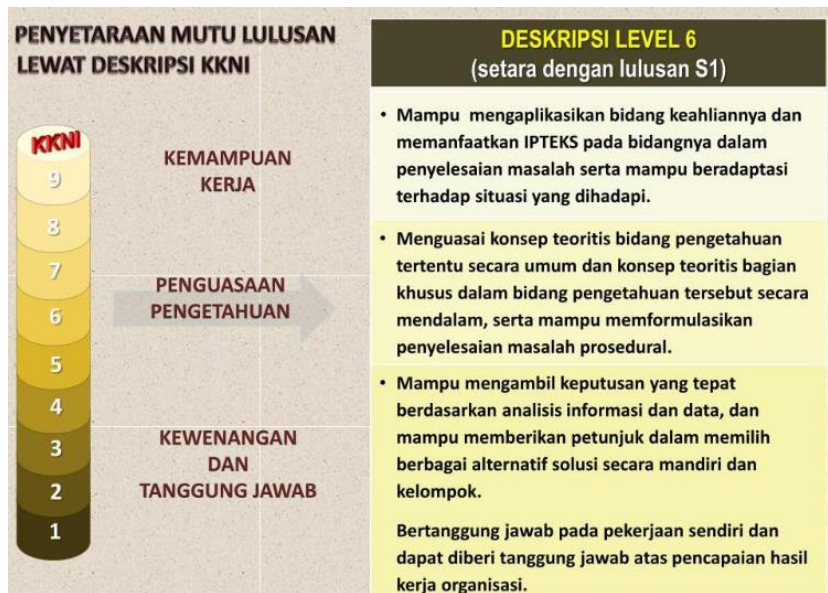 PENYETARAAN MUTU LULUSAN
LEWAT DESKRIPSI KKNI
KKNI
9
8
7
6
5
4
3
2
1
KEMAMPUAN
KERJA
PENGUASAAN
PENGETAHUAN
KEWENANGAN
DAN
TANGGUNG JAWAB
DESKRIPSI LEVEL 6
(setara dengan lulusan S1)
• Mampu mengaplikasikan bidang keahliannya dan
memanfaatkan IPTEKS pada bidangnya dalam
penyelesaian masalah serta mampu beradaptasi
terhadap situasi yang dihadapi.
• Menguasai konsep teoritis bidang pengetahuan
tertentu secara umum dan konsep teoritis bagian
khusus dalam bidang pengetahuan tersebut secara
mendalam, serta mampu memformulasikan
penyelesaian masalah prosedural.
• Mampu mengambil keputusan yang tepat
berdasarkan analisis informasi dan data, dan
mampu memberikan petunjuk dalam memilih
berbagai alternatif solusi secara mandiri dan
kelompok.
Bertanggung jawab pada pekerjaan sendiri dan
dapat diberi tanggung jawab atas pencapaian hasil
kerja organisasi.